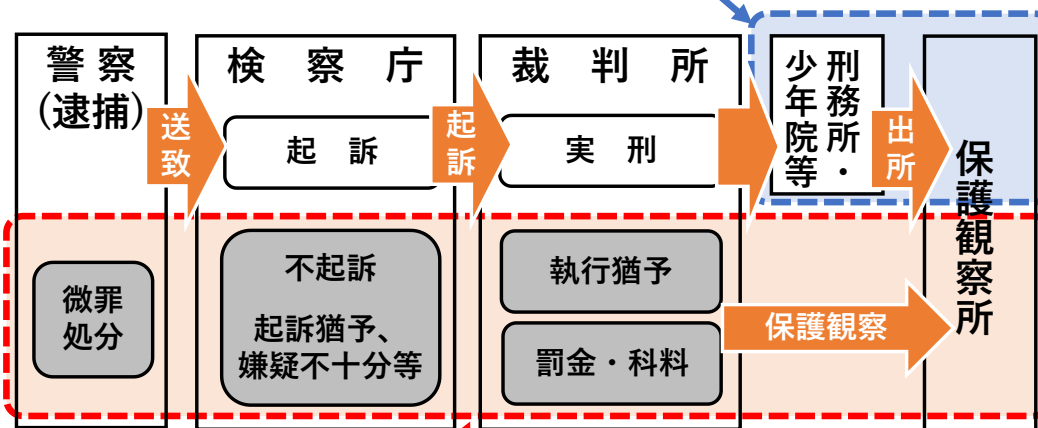 警察
(逮捕)
送致
検察庁
起訴
起訴
裁判所
実刑
刑務所・
少年院等
出所
保護観察所
微罪
処分
不起訴
起訴猶予、
嫌疑不十分等
執行猶予
罰金・科料
保護観察